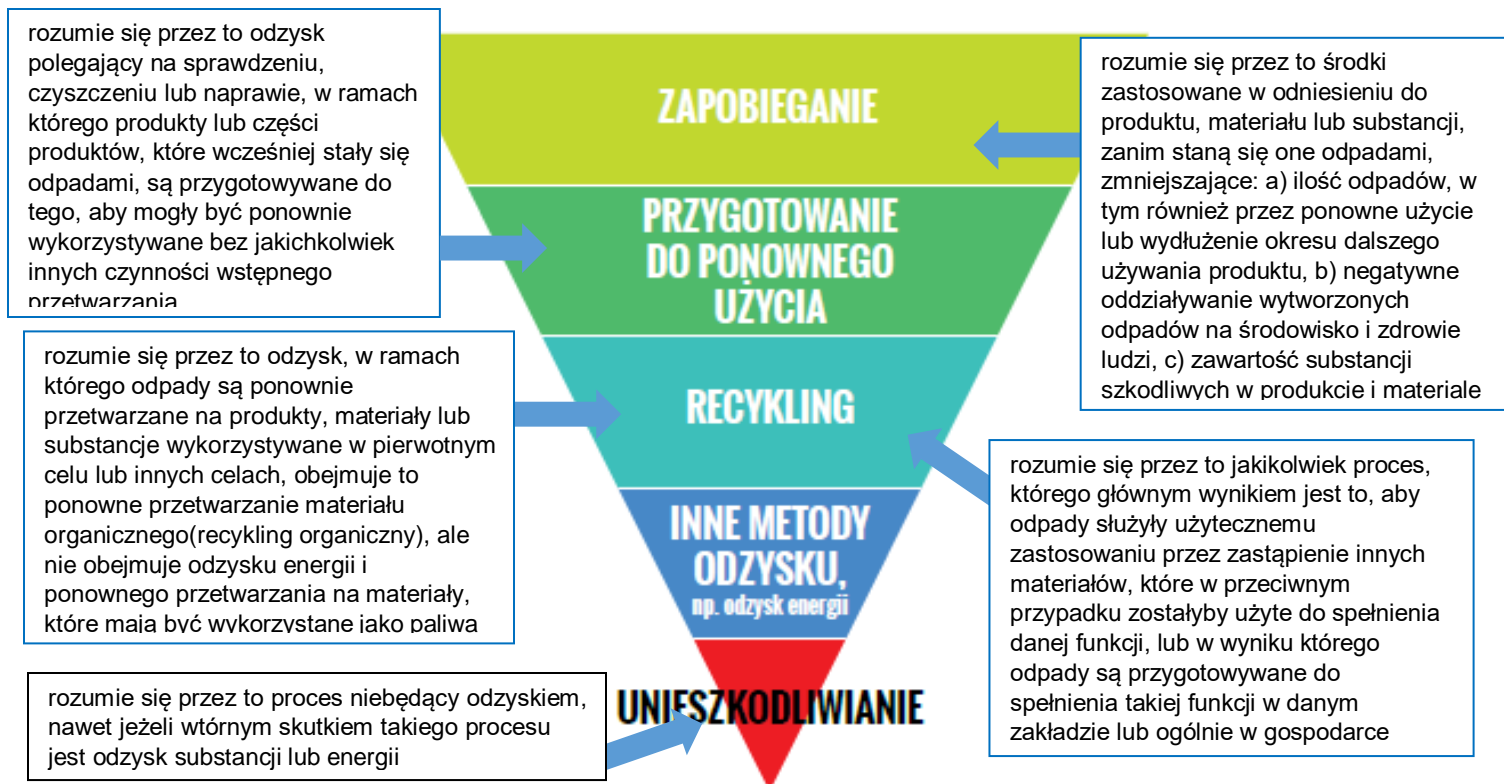 rozumie się przez to odzysk
polegający na sprawdzeniu,
czyszczeniu lub naprawie, w ramach
którego produkty lub części
produktów, które wcześniej stały się
odpadami, są przygotowywane do
tego, aby mogły być ponownie
wykorzystywane bez jakichkolwiek
innych czynności wstępnego
przetwarzania
ZAPOBIEGANIE
rozumie się przez to środki
zastosowane w odniesieniu do
produktu, materiału lub substancji,
zanim staną się one odpadami,
zmniejszające: a) ilość odpadów, w
tym również przez ponowne użycie
lub wydłużenie okresu dalszego
używania produktu, b) negatywne
oddziaływanie wytworzonych
odpadów na środowisko i zdrowie
ludzi, c) zawartość substancji
szkodliwych w produkcie i materiale
PRZYGOTOWANIE
DO PONOWNEGO
UŻYCIA
rozumie się przez to odzysk, w ramach
którego odpady są ponownie
przetwarzane na produkty, materiały lub
substancje wykorzystywane w pierwotnym
celu lub innych celach, obejmuje to
ponowne przetwarzanie materiału
organicznego(recykling organiczny), ale
nie obejmuje odzysku energii i
ponownego przetwarzania na materiały,
które mają być wykorzystane jako paliwa
RECYKLING
rozumie się przez to jakikolwiek proces,
którego głównym wynikiem jest to, aby
odpady służyły użytecznemu
zastosowaniu przez zastąpienie innych
materiałów, które w przeciwnym
przypadku zostałyby użyte do spełnienia
danej funkcji, lub w wyniku którego
odpady są przygotowywane do
spełnienia takiej funkcji w danym
zakładzie lub ogólnie w gospodarce
INNE METODY
ODZYSKU,
np. odzysk energii
rozumie się przez to proces niebędący odzyskiem,
nawet jeżeli wtórnym skutkiem takiego procesu
jest odzysk substancji lub energii
UNIESZKODLIWIANIE